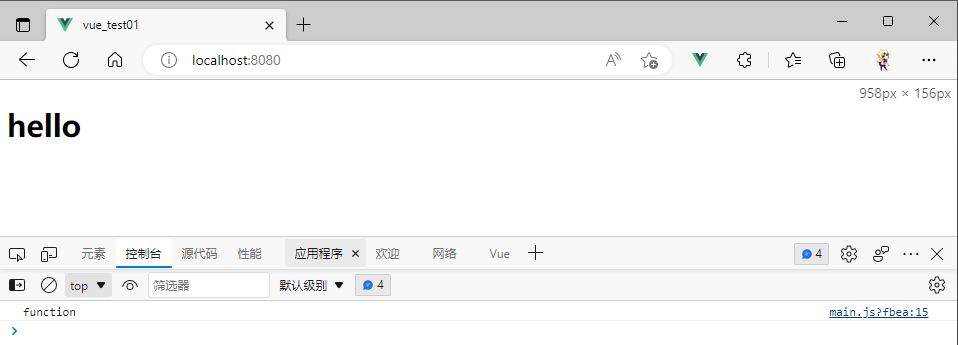 vue_test01
localhost:8080
958px × 156px
hello
元素 控制台 源代码 性能 应用程序 欢迎 网络 Vue 4
top 筛选器 默认级别 4
function main.js?fbea:15